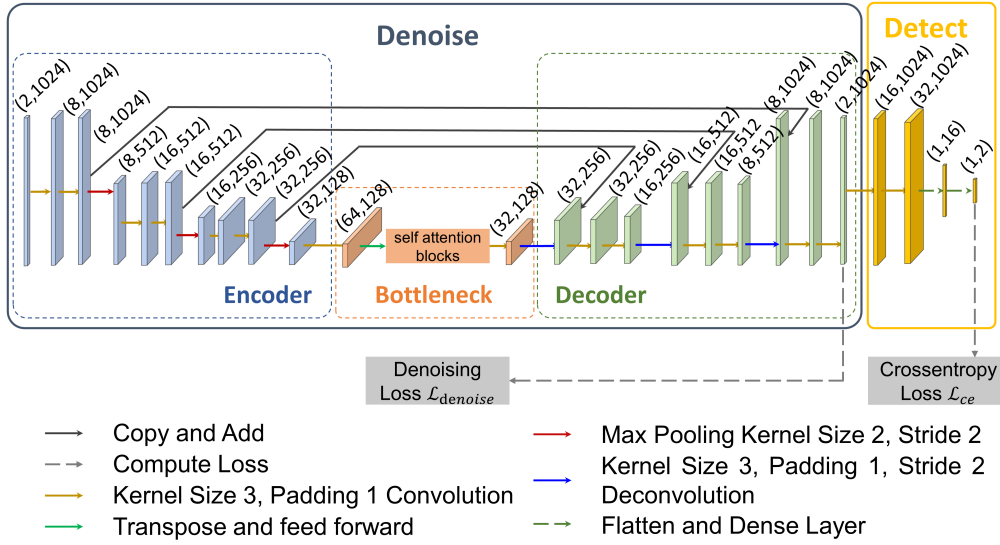 Denoise
Detect
(2,1024)
(8,1024)
(8,1024)
(8,512)
(16,512)
(16,512)
(16,256)
(32,256)
(32,256)
(32,128)
(64,128)
self attention
blocks
(32,128)
(32,256)
(32,256)
(16,256)
(16,512)
(16,512
(8,512)
(8,1024)
(8,1024)
(2,1024)
(16,1024)
(32,1024)
(1,16)
(1,2)
Encoder
Bottleneck
Decoder
Denoising
Loss ℒdenoise
Crossentropy
Loss ℒce
Copy and Add
Compute Loss
Kernel Size 3, Padding 1 Convolution
Transpose and feed forward
Max Pooling Kernel Size 2, Stride 2
Kernel Size 3, Padding 1, Stride 2
Deconvolution
Flatten and Dense Layer